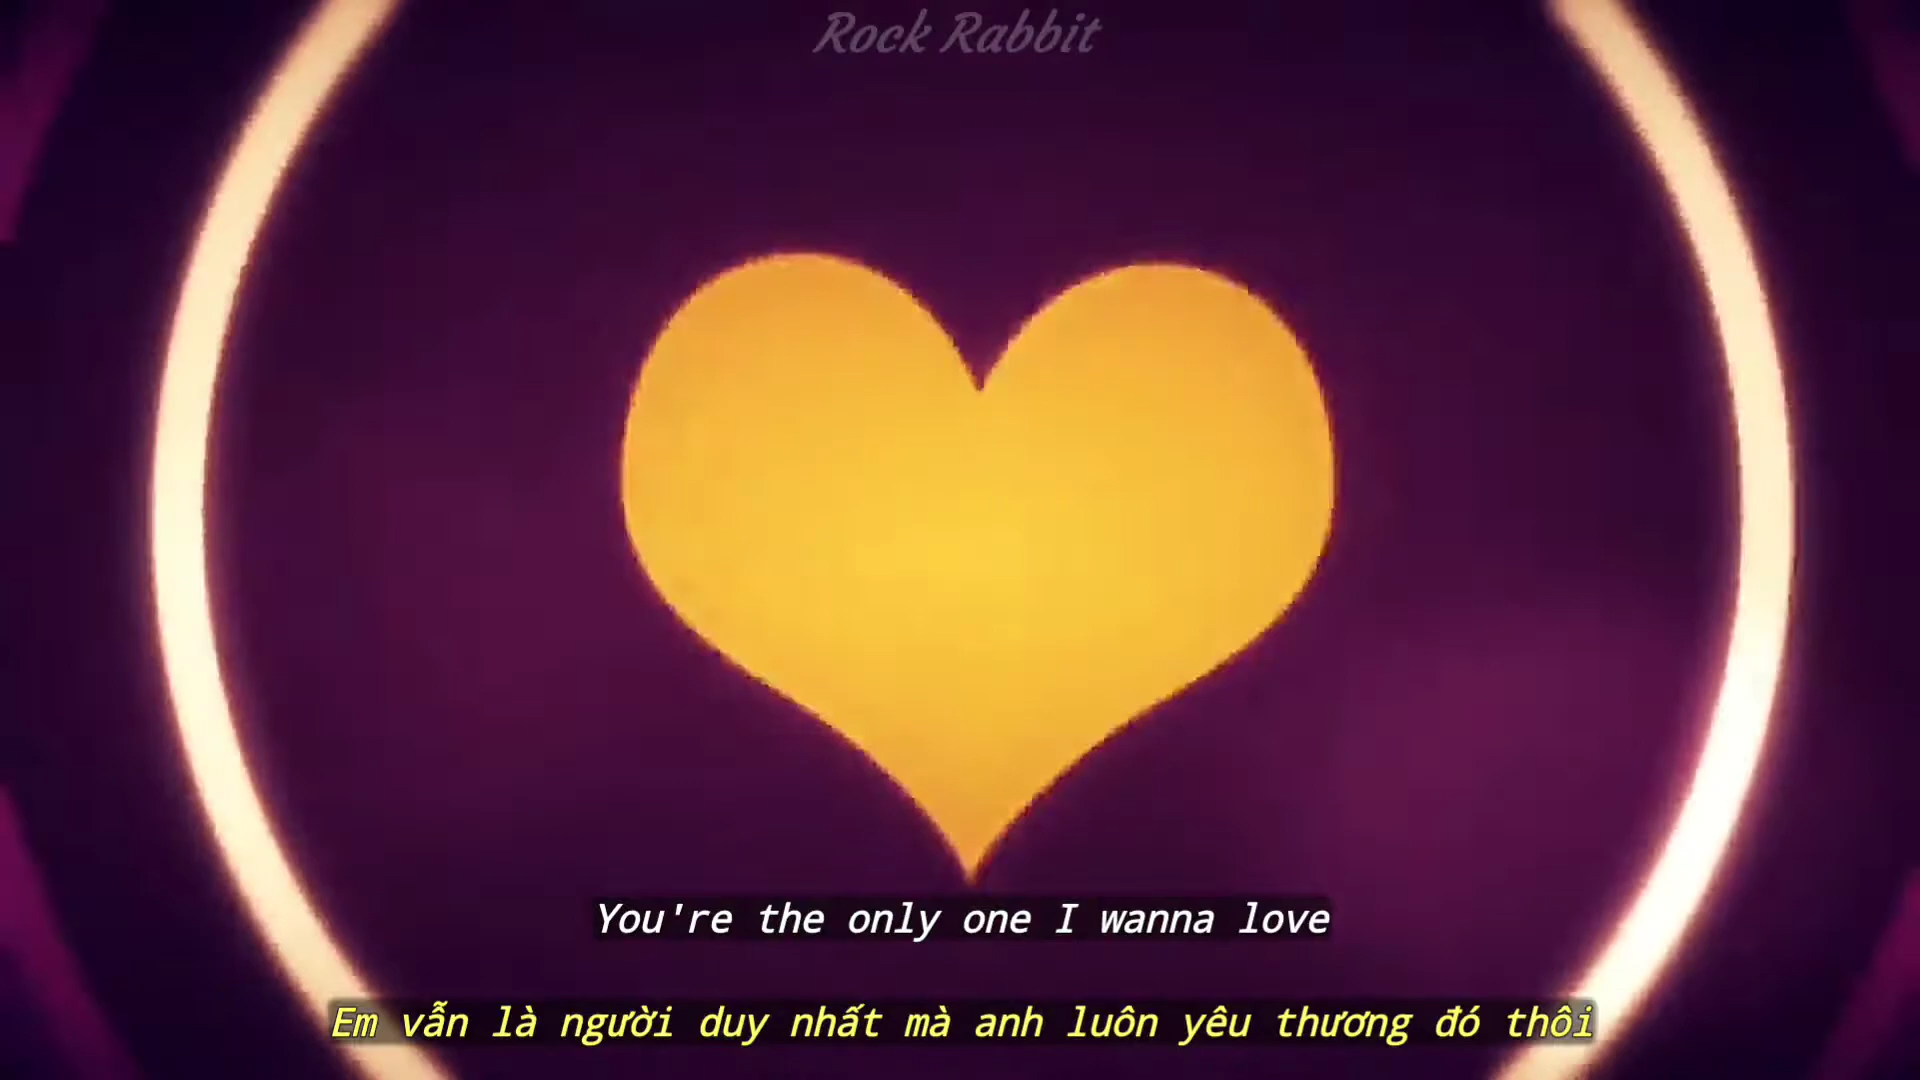 Rock Rabbit
You're the only one I wanna love
Em vẫn là người duy nhất mà anh luôn yêu thương đó thôi